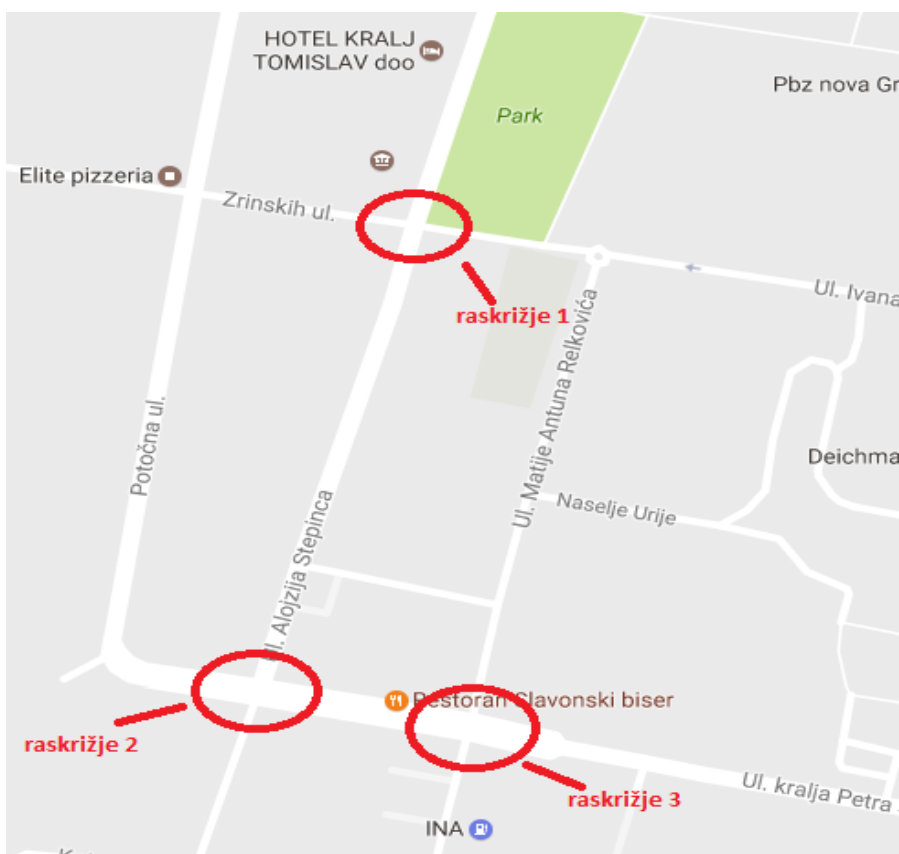 HOTEL KRALJ
TOMISLAV doo
Park
Pbz nova Gr
Elite pizzeria
Zrinskih ul.
raskrižje 1
Ul. Ivana
Ul. Matije Antuna Relkovića
Potočna ul.
Deichma
Naselje Urije
Ul. Alojzija Stepinca
Restoran Slavonski biser
raskrižje 2
raskrižje 3
Ul. kralja Petra
INA